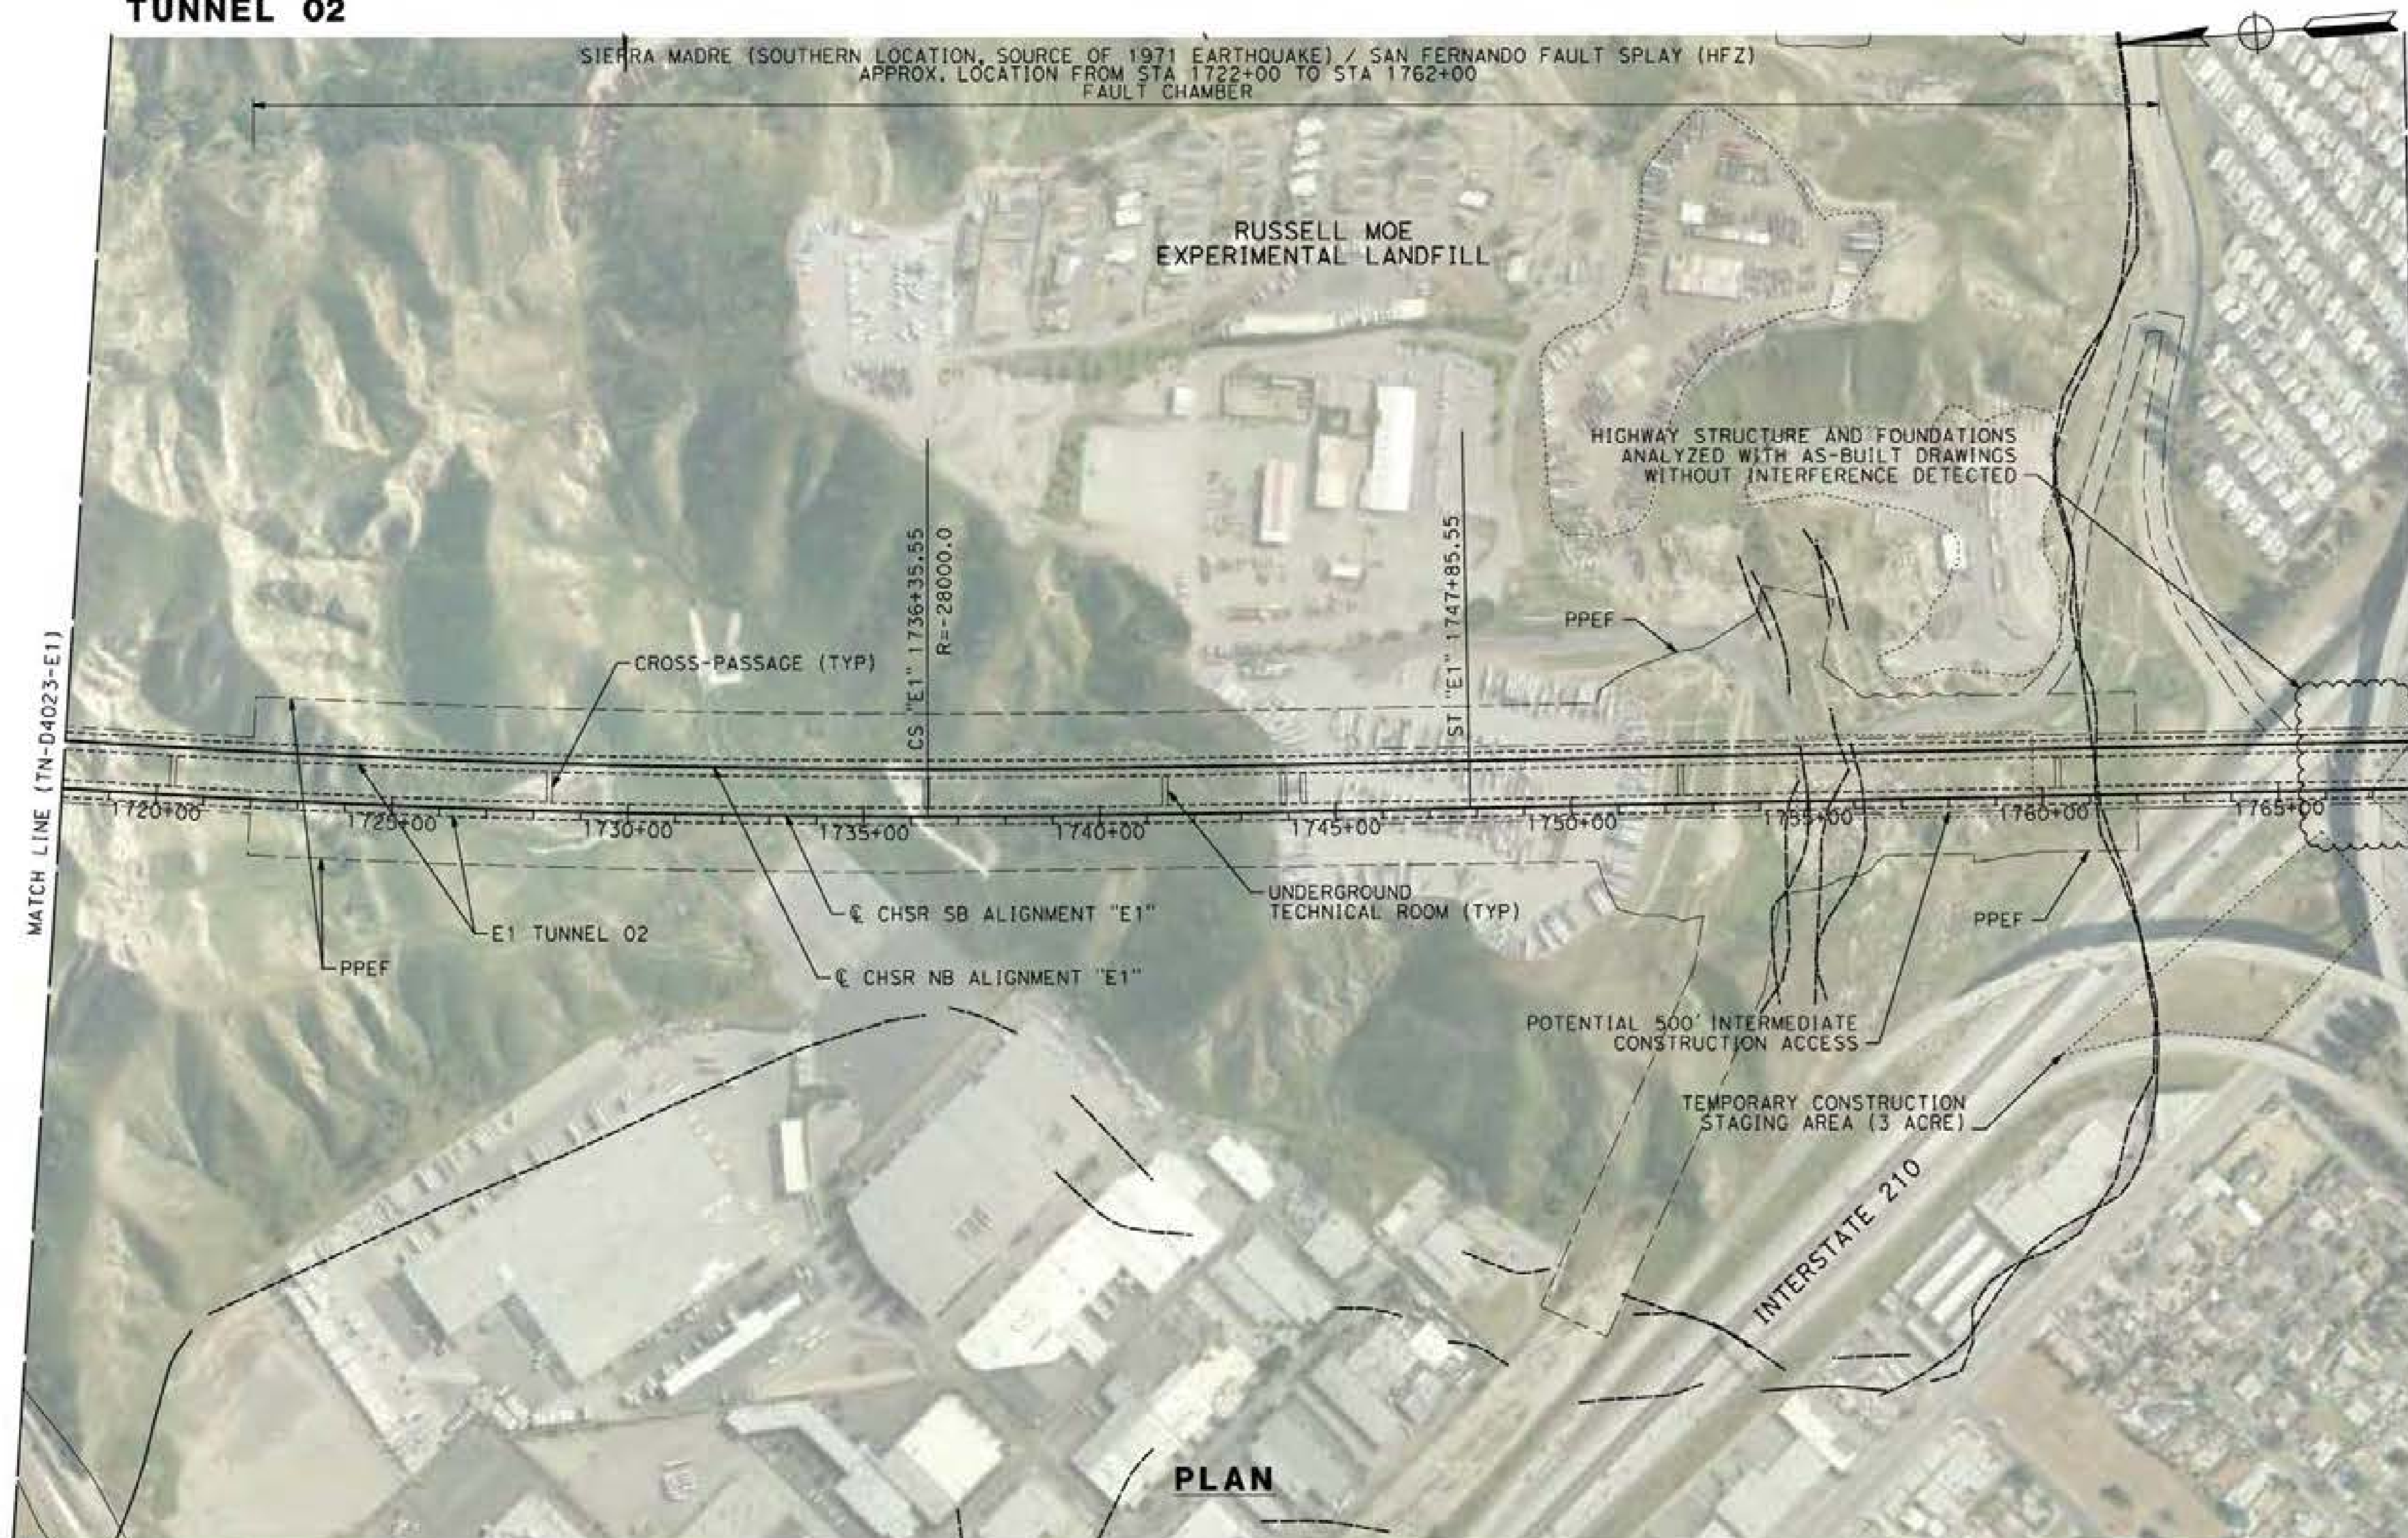 TUNNEL 02
SIERRA MADRE (SOUTHERN LOCATION, SOURCE OF 1971 EARTHQUAKE) / SAN FERNANDO FAULT SPLAY (HFZ)
APPROX. LOCATION FROM STA 1722+00 TO STA 1762+00
FAULT CHAMBER
RUSSELL MOE
EXPERIMENTAL LANDFILL
HIGHWAY STRUCTURE AND FOUNDATIONS
ANALYZED WITH AS-BUILT DRAWINGS
WITHOUT INTERFERENCE DETECTED
CS "E1" 1736+35.55
R=-28000.0
ST "E1" 1747+85.55
PPEF
CROSS-PASSAGE (TYP)
MATCH LINE (TN-D4023-E1)
1720+00
1725+00
1730+00
1735+00
1740+00
1745+00
1750+00
1755+00
1760+00
1765+00
UNDERGROUND
TECHNICAL ROOM (TYP)
℄ CHSR SB ALIGNMENT "E1"
PPEF
E1 TUNNEL 02
PPEF
℄ CHSR NB ALIGNMENT "E1"
POTENTIAL 500' INTERMEDIATE
CONSTRUCTION ACCESS
TEMPORARY CONSTRUCTION
STAGING AREA (3 ACRE)
INTERSTATE 210
PLAN